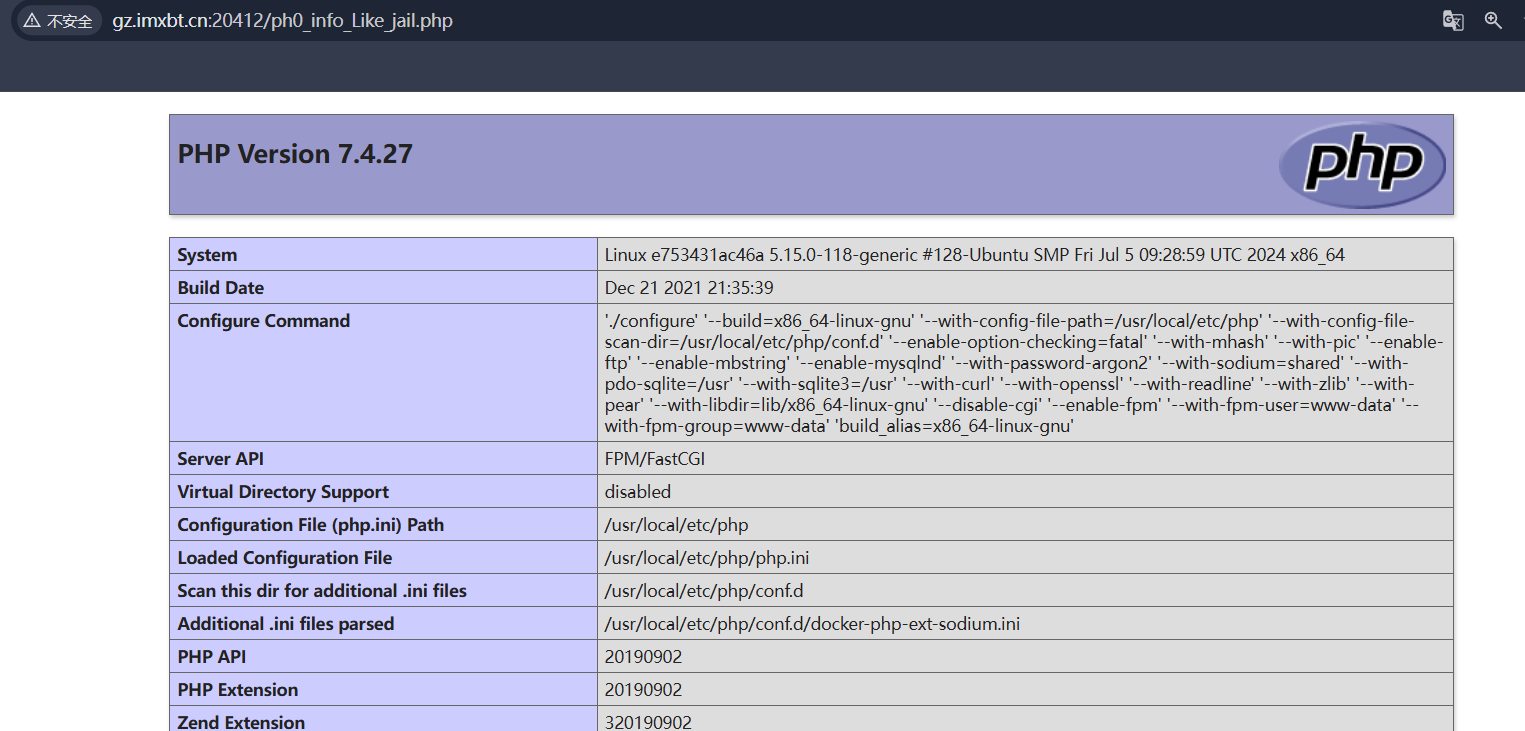 不安全 gz.imxbt.cn:20412/ph0_info_Like_jail.php
PHP Version 7.4.27
php
System Linux e753431ac46a 5.15.0-118-generic #128-Ubuntu SMP Fri Jul 5 09:28:59 UTC 2024 x86_64
Build Date Dec 21 2021 21:35:39
Configure Command './configure' '--build=x86_64-linux-gnu' '--with-config-file-path=/usr/local/etc/php' '--with-config-file-
scan-dir=/usr/local/etc/php/conf.d' '--enable-option-checking=fatal' '--with-mhash' '--with-pic' '--enable-
ftp' '--enable-mbstring' '--enable-mysqlnd' '--with-password-argon2' '--with-sodium=shared' '--with-
pdo-sqlite=/usr' '--with-sqlite3=/usr' '--with-curl' '--with-openssl' '--with-readline' '--with-zlib' '--with-
pear' '--with-libdir=lib/x86_64-linux-gnu' '--disable-cgi' '--enable-fpm' '--with-fpm-user=www-data' '--
with-fpm-group=www-data' 'build_alias=x86_64-linux-gnu'
Server API FPM/FastCGI
Virtual Directory Support disabled
Configuration File (php.ini) Path /usr/local/etc/php
Loaded Configuration File /usr/local/etc/php/php.ini
Scan this dir for additional .ini files /usr/local/etc/php/conf.d
Additional .ini files parsed /usr/local/etc/php/conf.d/docker-php-ext-sodium.ini
PHP API 20190902
PHP Extension 20190902
Zend Extension 320190902